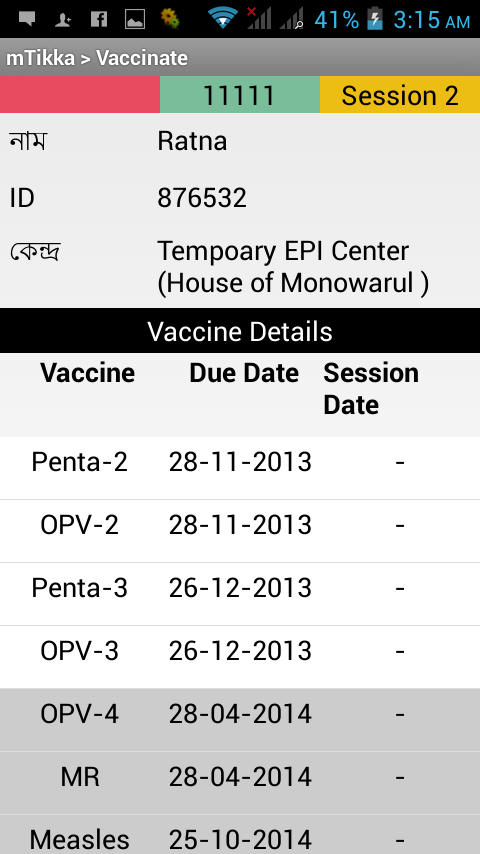 41% 3:15 AM
mTikka > Vaccinate
11111 Session 2
নাম Ratna
ID 876532
কেন্দ্র Tempoary EPI Center
(House of Monowarul )
Vaccine Details
Vaccine Due Date Session
Date
Penta-2 28-11-2013 -
OPV-2 28-11-2013 -
Penta-3 26-12-2013 -
OPV-3 26-12-2013 -
OPV-4 28-04-2014 -
MR 28-04-2014 -
Measles 25-10-2014 -